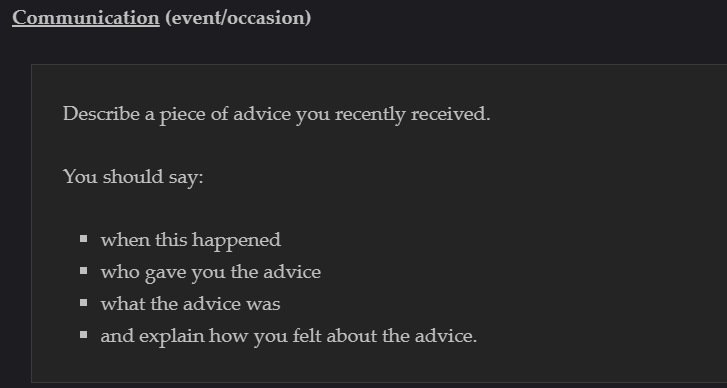 Communication (event/occasion)
Describe a piece of advice you recently received.
You should say:
▪ when this happened
▪ who gave you the advice
▪ what the advice was
▪ and explain how you felt about the advice.